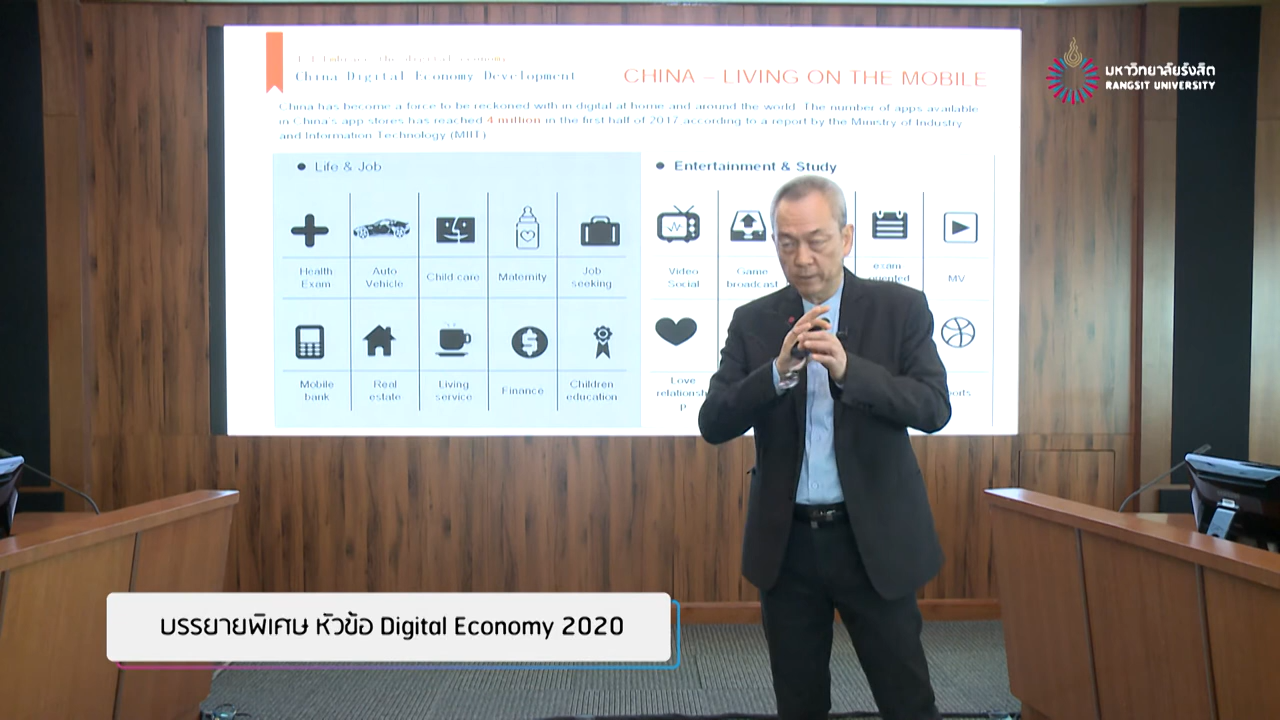 China Digital Economy Development
CHINA – LIVING ON THE MOBILE
มหาวิทยาลัยรังสิต
RANGSIT UNIVERSITY
China has become a force to be reckoned with in digital at home and around the world. The number of apps available
in China's app stores has reached 4 million in the first half of 2017 according to a report by the Ministry of Industry
and Information Technology (MIIT)
Life & Job
Entertainment & Study
Health
Exam
Auto
Vehicle
Child care
Maternity
Job
seeking
Video
Social
Game
broadcast
exam
oriented
MV
Mobile
bank
Real
estate
Living
service
Finance
Children
education
Love
relationsh
p
orts
บรรยายพิเศษ หัวข้อ Digital Economy 2020